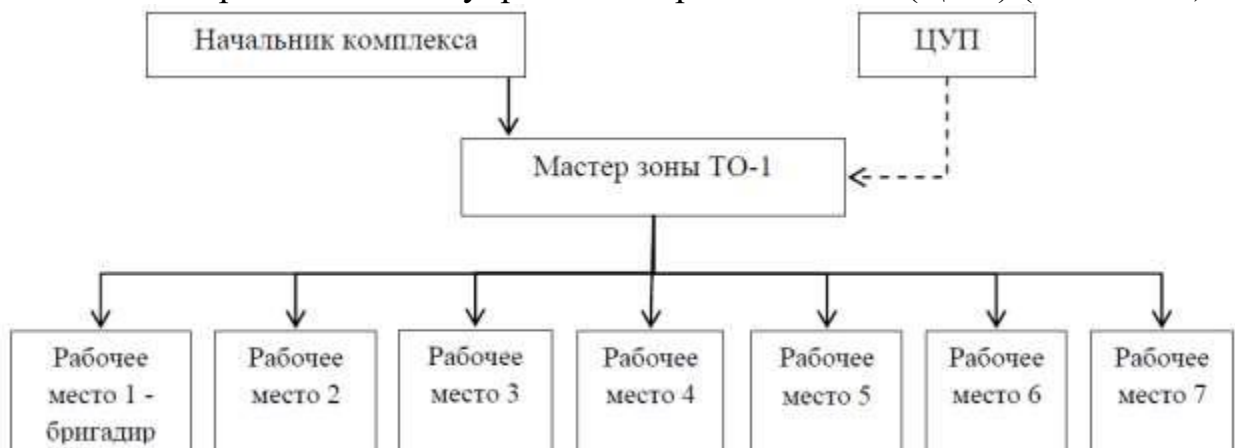 Начальник комплекса
ЦУП
Мастер зоны ТО-1
Рабочее
место 1 -
бригадир
Рабочее
место 2
Рабочее
место 3
Рабочее
место 4
Рабочее
место 5
Рабочее
место 6
Рабочее
место 7